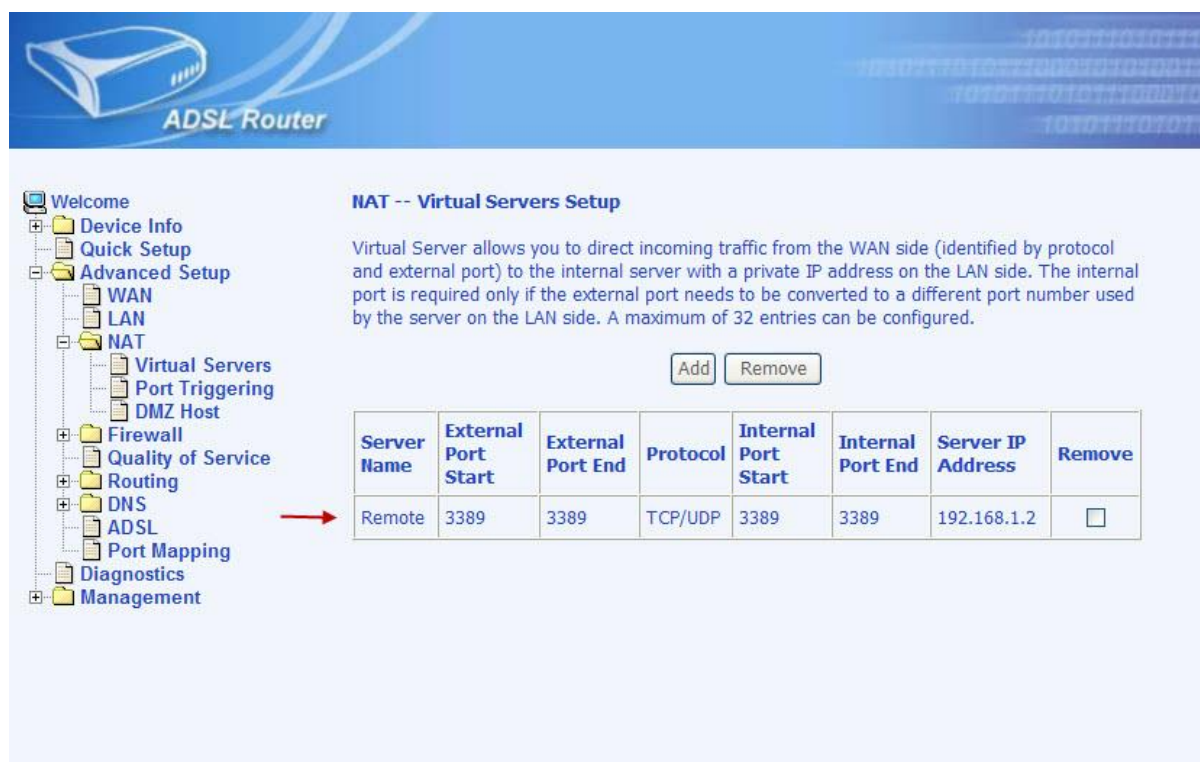 ADSL Router
Welcome
Device Info
Quick Setup
Advanced Setup
WAN
LAN
NAT
Virtual Servers
Port Triggering
DMZ Host
Firewall
Quality of Service
Routing
DNS
ADSL
Port Mapping
Diagnostics
Management
NAT -- Virtual Servers Setup
Virtual Server allows you to direct incoming traffic from the WAN side (identified by protocol
and external port) to the internal server with a private IP address on the LAN side. The internal
port is required only if the external port needs to be converted to a different port number used
by the server on the LAN side. A maximum of 32 entries can be configured.
Add Remove
Server Name External Port Start External Port End Protocol Internal Port Start Internal Port End Server IP Address Remove
Remote 3389 3389 TCP/UDP 3389 3389 192.168.1.2